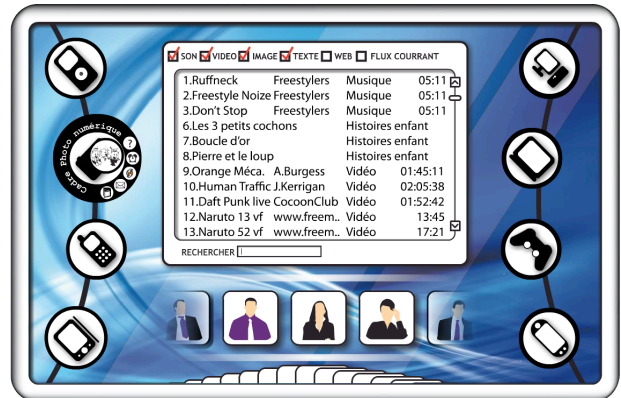 SON VIDEO IMAGE TEXTE WEB FLUX COURRANT
1.Ruffneck Freestylers Musique 05:11
2.Freestyle Noize Freestylers Musique 05:11
3.Don't Stop Freestylers Musique 05:11
6.Les 3 petits cochons Histoires enfant
7.Boucle d'or Histoires enfant
8.Pierre et le loup Histoires enfant
9.Orange Méca. A.Burgess Vidéo 01:45:11
10.Human Traffic J.Kerrigan Vidéo 02:05:38
11.Daft Punk live CocoonClub Vidéo 01:52:42
12.Naruto 13 vf www.freem.. Vidéo 13:45
13.Naruto 52 vf www.freem.. Vidéo 17:21
RECHERCHER
Cadre Photo numérique
?